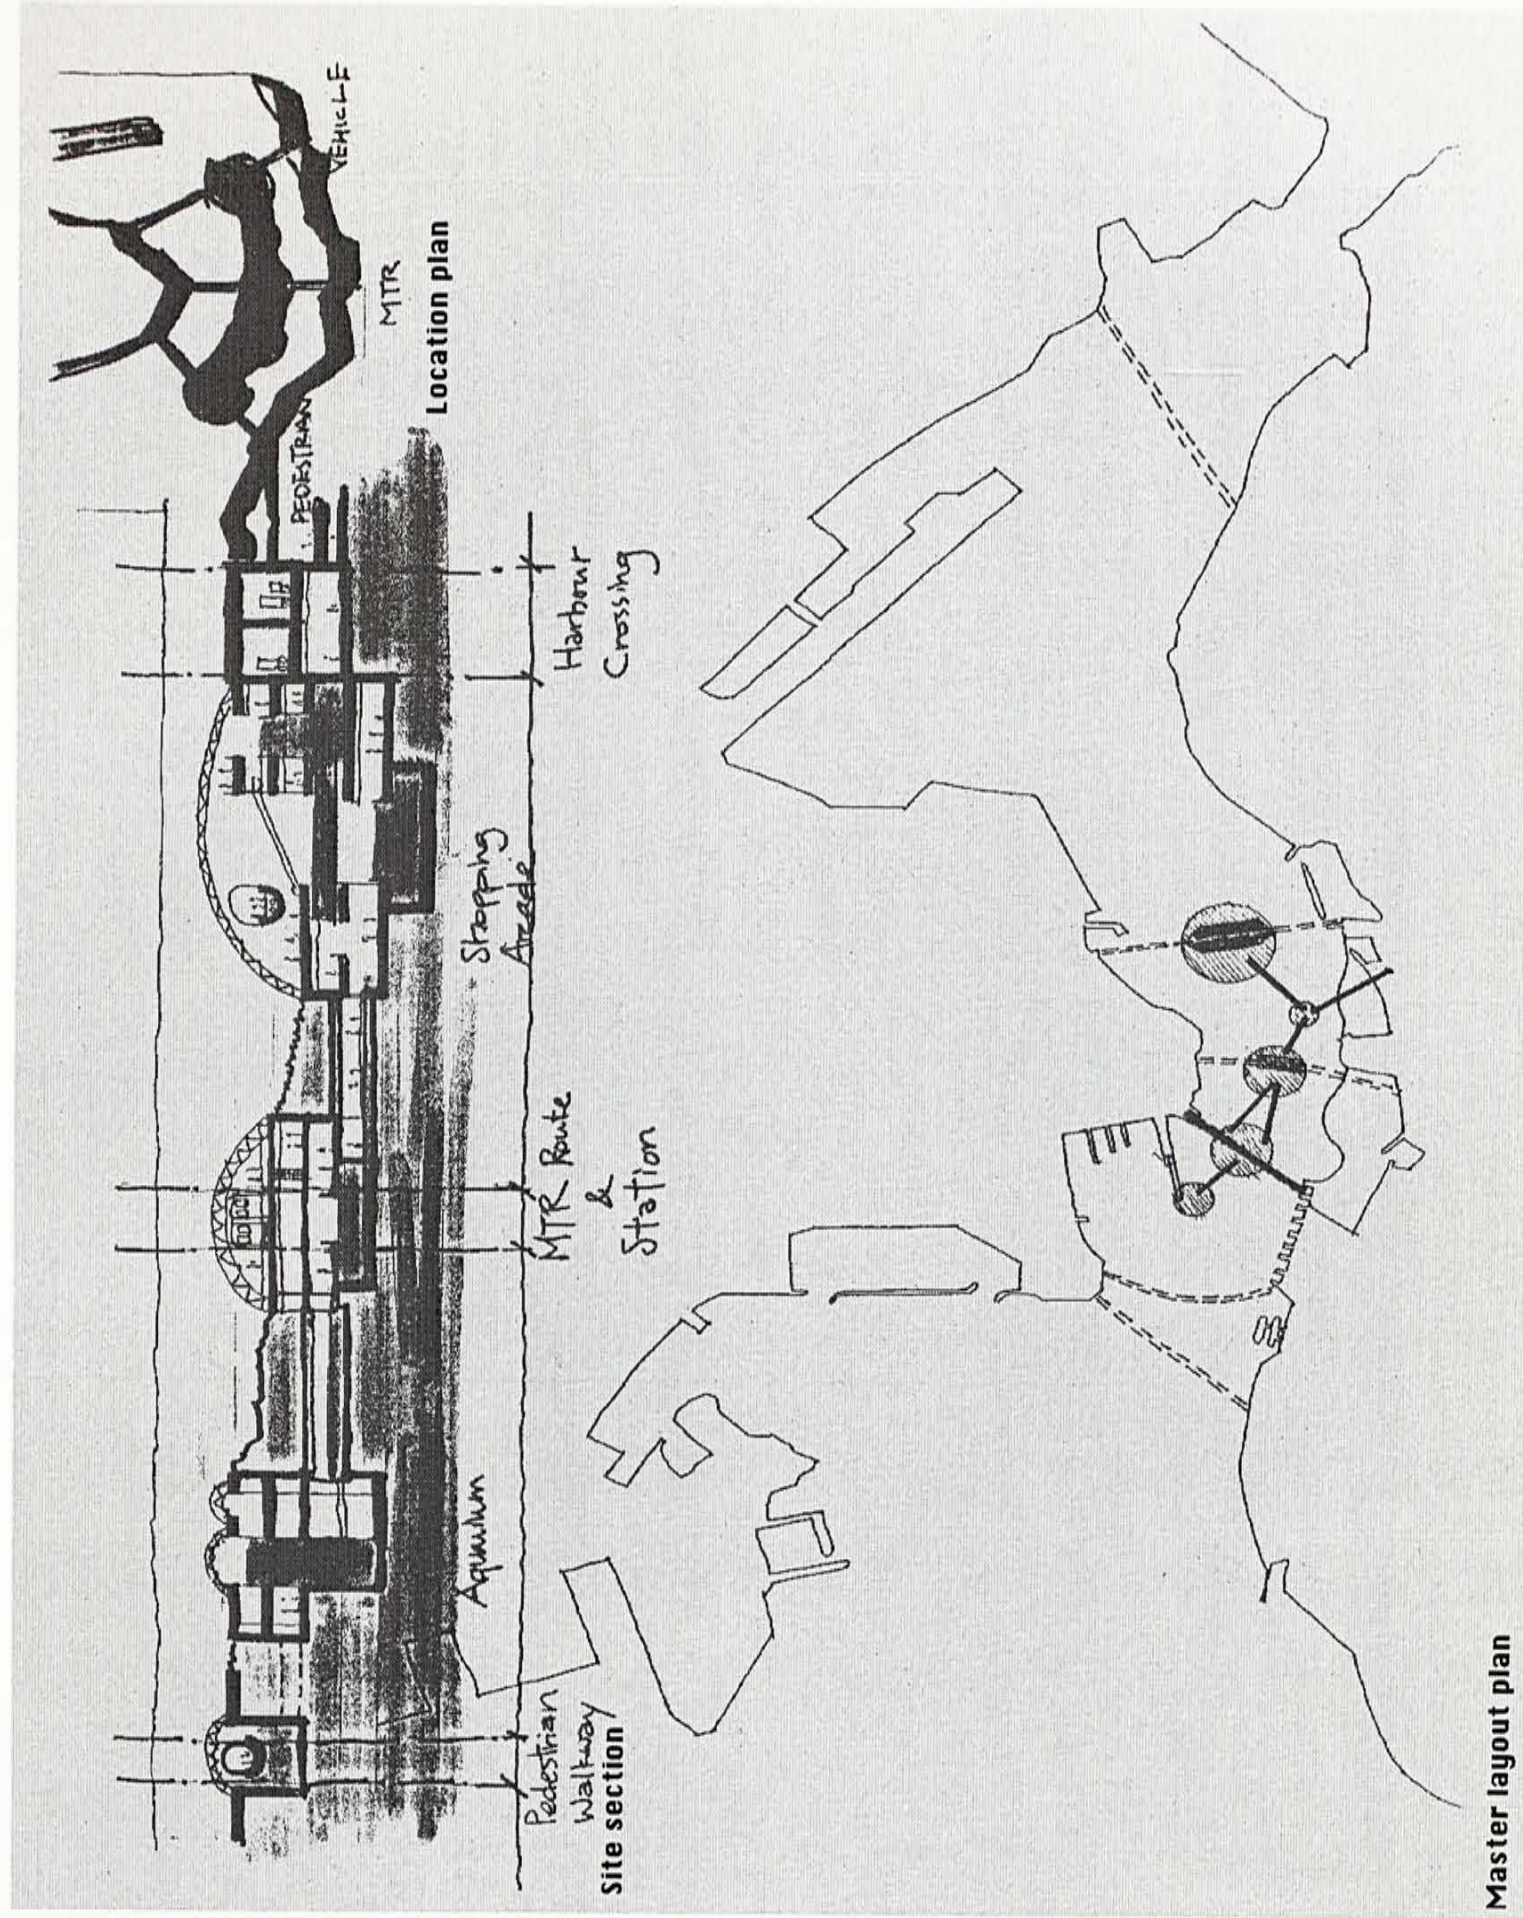 VEHICLE
PEDESTRIAN
MTR
Location plan
Pedestrian
Walkway
MTR Route
&
Station
Shopping
Arcade
Harbour
Crossing
Site section
Master layout plan